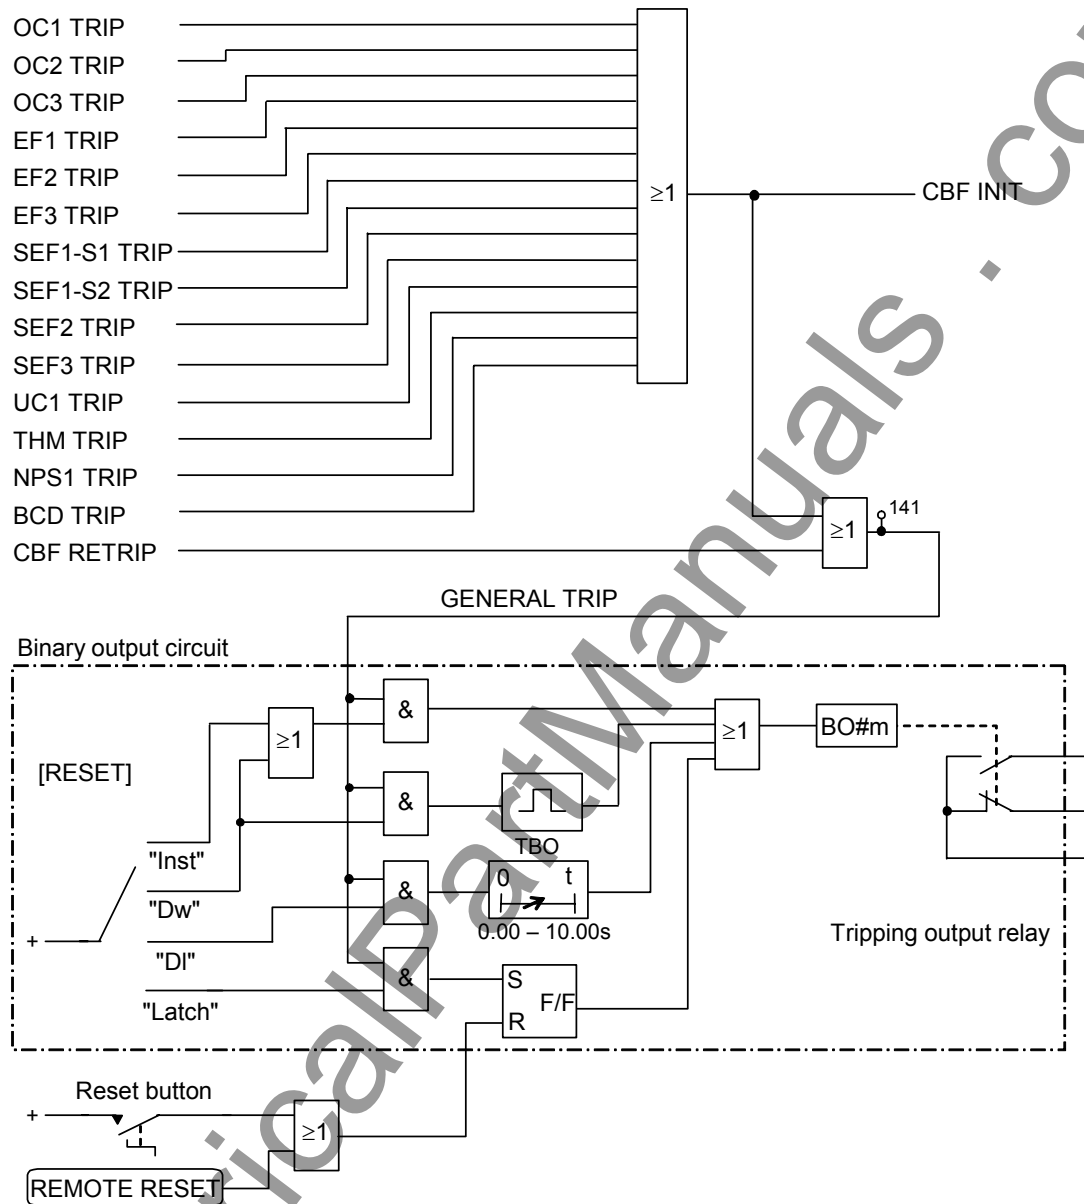 OC1 TRIP
OC2 TRIP
OC3 TRIP
EF1 TRIP
EF2 TRIP
EF3 TRIP
SEF1-S1 TRIP
SEF1-S2 TRIP
SEF2 TRIP
SEF3 TRIP
UC1 TRIP
THM TRIP
NPS1 TRIP
BCD TRIP
CBF RETRIP
≥1
CBF INIT
≥1
141
GENERAL TRIP
Binary output circuit
[RESET]
≥1
&
≥1
BO#m
&
TBO
"Inst"
&
0 t
"Dw"
0.00 – 10.00s
+
"Dl"
&
Tripping output relay
"Latch"
S
F/F
R
Reset button
+
≥1
REMOTE RESET
ricalPartManuals . co